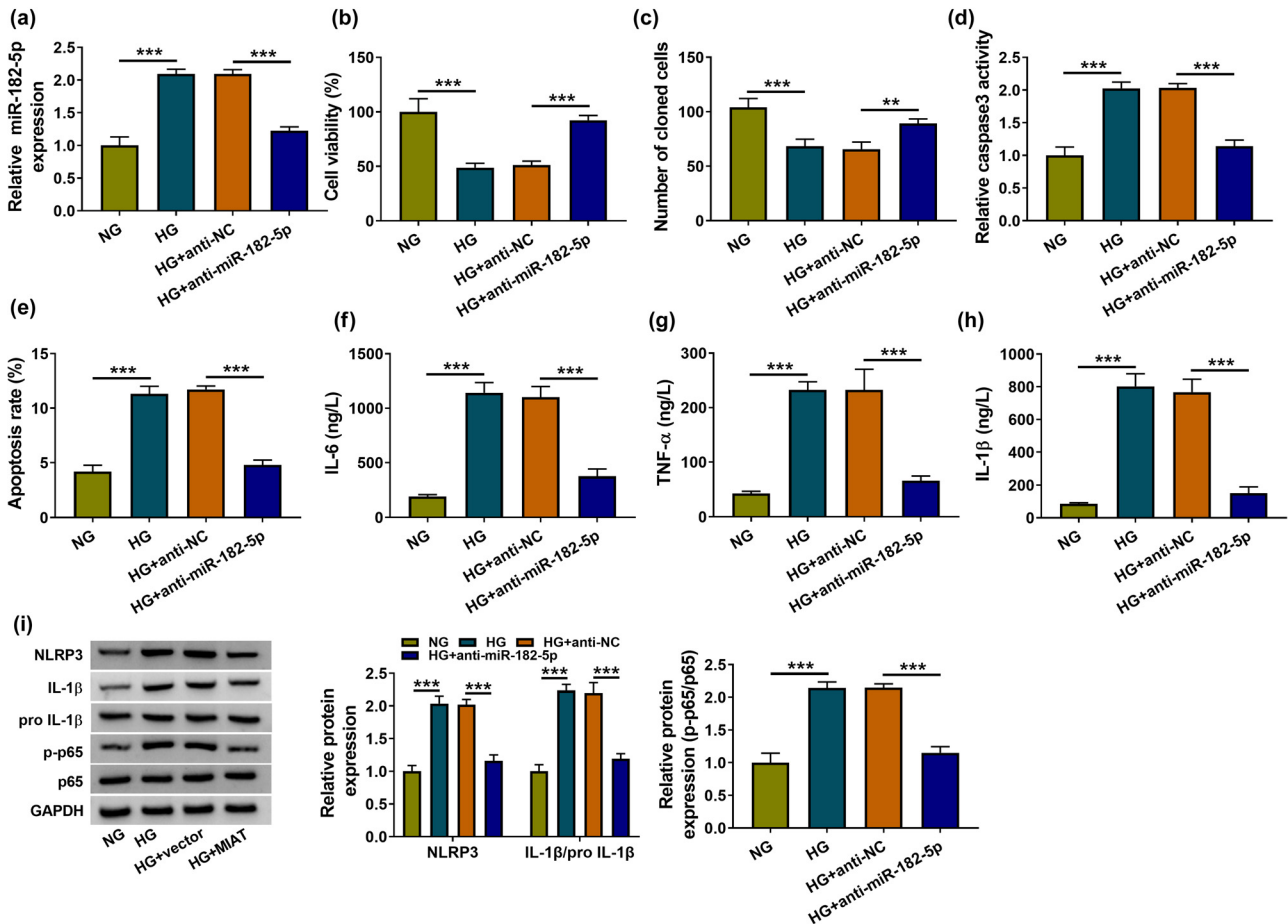 (a)
Relative miR-182-5p
expression
2.5
2.0
1.5
1.0
0.5
0.0
***
***
NG
HG
HG+anti-NC
HG+anti-miR-182-5p
(b)
Cell viability (%)
150
100
50
0
***
***
NG
HG
HG+anti-NC
HG+anti-miR-182-5p
(c)
Number of cloned cells
150
100
50
0
***
**
NG
HG
HG+anti-NC
HG+anti-miR-182-5p
(d)
Relative caspase3 activity
2.5
2.0
1.5
1.0
0.5
0.0
***
***
NG
HG
HG+anti-NC
HG+anti-miR-182-5p
(e)
Apoptosis rate (%)
15
10
5
0
***
***
NG
HG
HG+anti-NC
HG+anti-miR-182-5p
(f)
IL-6 (ng/L)
1500
1000
500
0
***
***
NG
HG
HG+anti-NC
HG+anti-miR-182-5p
(g)
TNF-α (ng/L)
300
200
100
0
***
***
NG
HG
HG+anti-NC
HG+anti-miR-182-5p
(h)
IL-1β (ng/L)
1000
800
600
400
200
0
***
***
NG
HG
HG+anti-NC
HG+anti-miR-182-5p
(i)
NLRP3
IL-1β
pro IL-1β
p-p65
p65
GAPDH
NG
HG
HG+vector
HG+MIAT
NG HG HG+anti-NC
HG+anti-miR-182-5p
Relative protein
expression
2.5
2.0
1.5
1.0
0.5
0.0
*** *** *** ***
NLRP3 IL-1β/pro IL-1β
Relative protein
expression (p-p65/p65)
2.5
2.0
1.5
1.0
0.5
0.0
***
***
NG
HG
HG+anti-NC
HG+anti-miR-182-5p